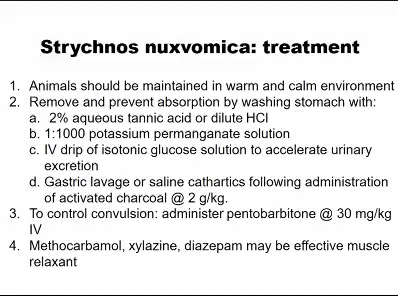 Strychnos nuxvomica: treatment
1. Animals should be maintained in warm and calm environment
2. Remove and prevent absorption by washing stomach with:
a. 2% aqueous tannic acid or dilute HCl
b. 1:1000 potassium permanganate solution
c. IV drip of isotonic glucose solution to accelerate urinary
excretion
d. Gastric lavage or saline cathartics following administration
of activated charcoal @ 2 g/kg.
3. To control convulsion: administer pentobarbitone @ 30 mg/kg
IV
4. Methocarbamol, xylazine, diazepam may be effective muscle
relaxant